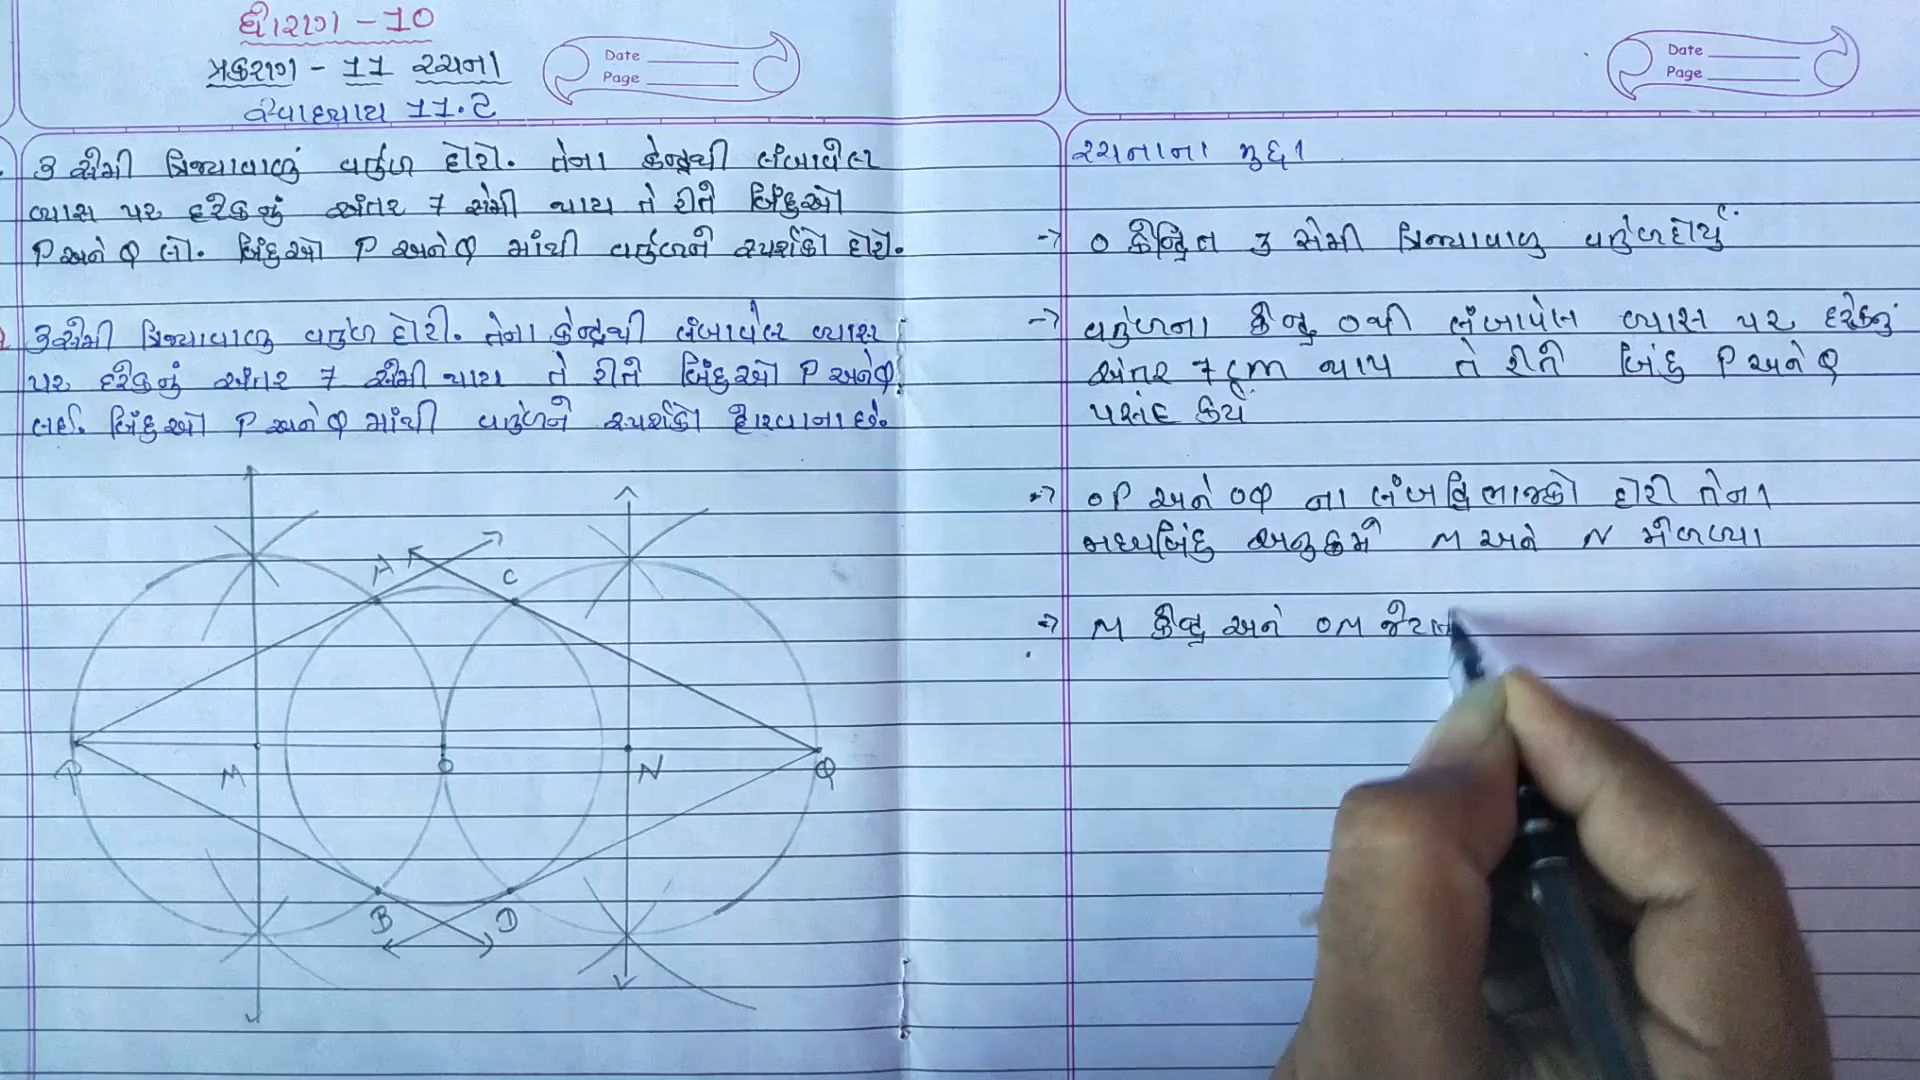 ધોરણ - 10
પ્રકરણ - 11 રચના
સ્વાધ્યાય 11.2
Date
Page
3 સેમી ત્રિજ્યાવાળું વર્તુળ દોરો. તેના કેન્દ્રથી લંબાવેલ
વ્યાસ પર દરેકનું અંતર 7 સેમી થાય તે રીતે બિંદુઓ
P અને Q લો. બિંદુઓ P અને Q માંથી વર્તુળને સ્પર્શકો દોરો.
3 સેમી ત્રિજ્યાવાળુ વર્તુળ દોરી. તેના કેન્દ્રથી લંબાવેલ વ્યાસ
પર દરેકનું અંતર 7 સેમી થાય તે રીતે બિંદુઓ P અને Q
લઈ. બિંદુઓ P અને Q માંથી વર્તુળને સ્પર્શકો દોરવાના છે.
A
C
P
M
O
N
Q
B
D
Date
Page
રચનાના મુદ્દા
→ O કેન્દ્રિત 3 સેમી ત્રિજ્યાવાળુ વર્તુળ દોર્યું.
→ વર્તુળના કેન્દ્ર O થી લંબાવેલ વ્યાસ પર દરેકનું
અંતર 7 cm થાય તે રીતે બિંદુ P અને Q
પસંદ કર્યા
→ OP અને OQ ના લંબદ્વિભાજકો દોરી તેના
મધ્યબિંદુ અનુક્રમે M અને N મેળવ્યા
→ M કેન્દ્ર અને OM જેટલ